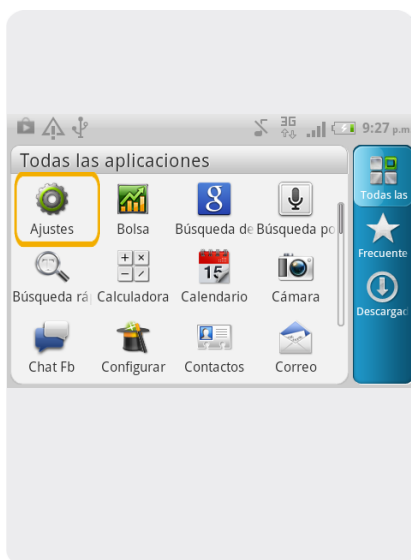 3G
9:27 p.m
Todas las aplicaciones
Todas las
Ajustes
Bolsa
Búsqueda de
Búsqueda po
Frecuente
Búsqueda rá
Calculadora
Calendario
Cámara
Descargad
Chat Fb
Configurar
Contactos
Correo